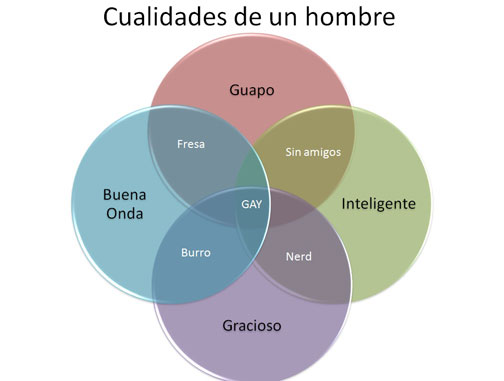 Cualidades de un hombre
Guapo
Fresa
Sin amigos
Buena
Onda
GAY
Inteligente
Burro
Nerd
Gracioso